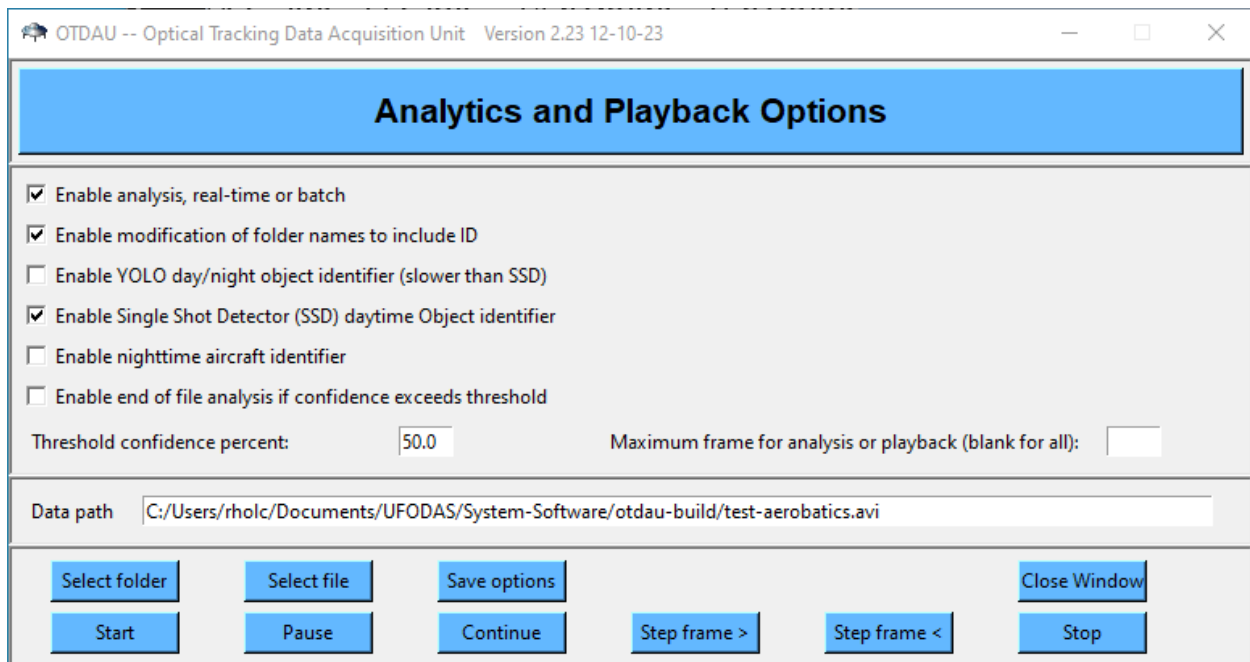 OTDAU -- Optical Tracking Data Acquisition Unit Version 2.23 12-10-23
Analytics and Playback Options
Enable analysis, real-time or batch
Enable modification of folder names to include ID
Enable YOLO day/night object identifier (slower than SSD)
Enable Single Shot Detector (SSD) daytime Object identifier
Enable nighttime aircraft identifier
Enable end of file analysis if confidence exceeds threshold
Threshold confidence percent: 50.0 Maximum frame for analysis or playback (blank for all):
Data path C:/Users/rholc/Documents/UFODAS/System-Software/otdau-build/test-aerobatics.avi
Select folder Select file Save options Close Window
Start Pause Continue Step frame > Step frame < Stop